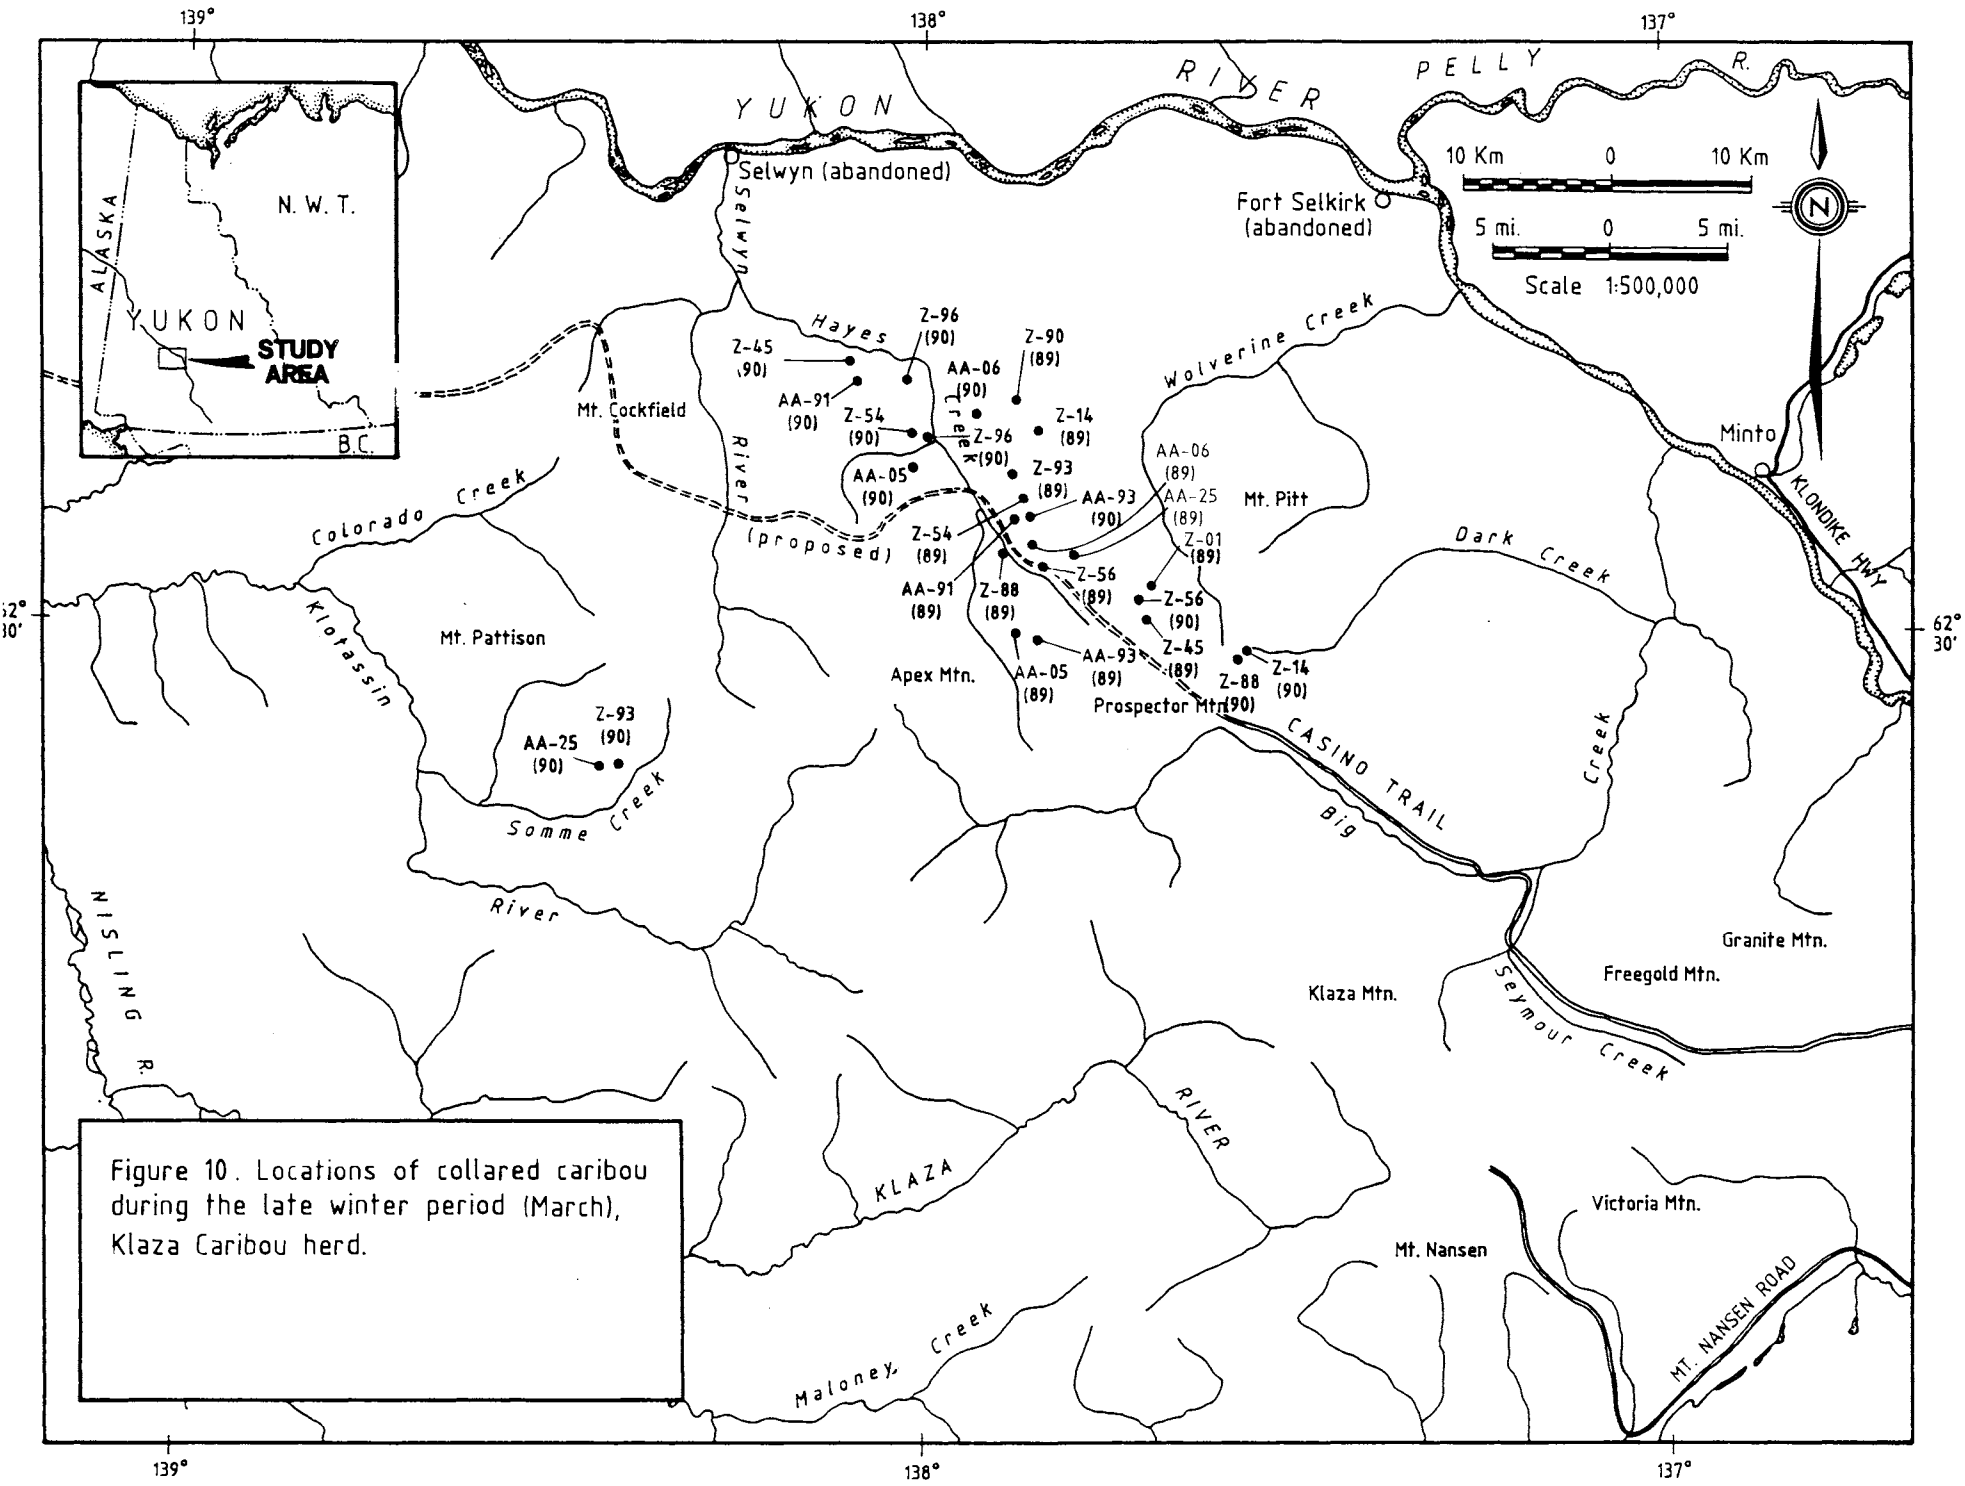 139°
138°
137°
YUKON
RIVER
PELLY
R.
ALASKA
N.W.T.
YUKON
STUDY
AREA
B.C.
Selwyn (abandoned)
Selwyn
River
Fort Selkirk
(abandoned)
10 Km 0 10 Km
5 mi. 0 5 mi.
Scale 1:500,000
N
Hayes
Creek
Wolverine Creek
Z-96
(90)
Z-90
(89)
Z-45
(90)
AA-06
(90)
AA-91
(90)
Z-54
(90)
Z-96
(90)
Z-14
(89)
AA-05
(90)
Z-93
(89)
AA-06
(89)
AA-93
(90)
AA-25
(89)
Z-54
(89)
Z-01
(89)
AA-91
(89)
Z-88
(89)
Z-56
(89)
Z-56
(90)
Z-45
(89)
AA-93
(89)
AA-05
(89)
Z-14
(90)
Z-88
(90)
Z-93
(90)
AA-25
(90)
Mt. Cockfield
Mt. Pitt
Minto
KLONDIKE HWY
Colorado Creek
(proposed)
Dark Creek
62°
30'
62°
30'
Klotassin
River
Mt. Pattison
Apex Mtn.
Prospector Mtn.
CASINO TRAIL
Big
Creek
Somme Creek
NISLING R.
Granite Mtn.
Freegold Mtn.
Klaza Mtn.
Seymour Creek
KLAZA
RIVER
Victoria Mtn.
Mt. Nansen
MT. NANSEN ROAD
Maloney Creek
Figure 10. Locations of collared caribou
during the late winter period (March),
Klaza Caribou herd.
139°
138°
137°